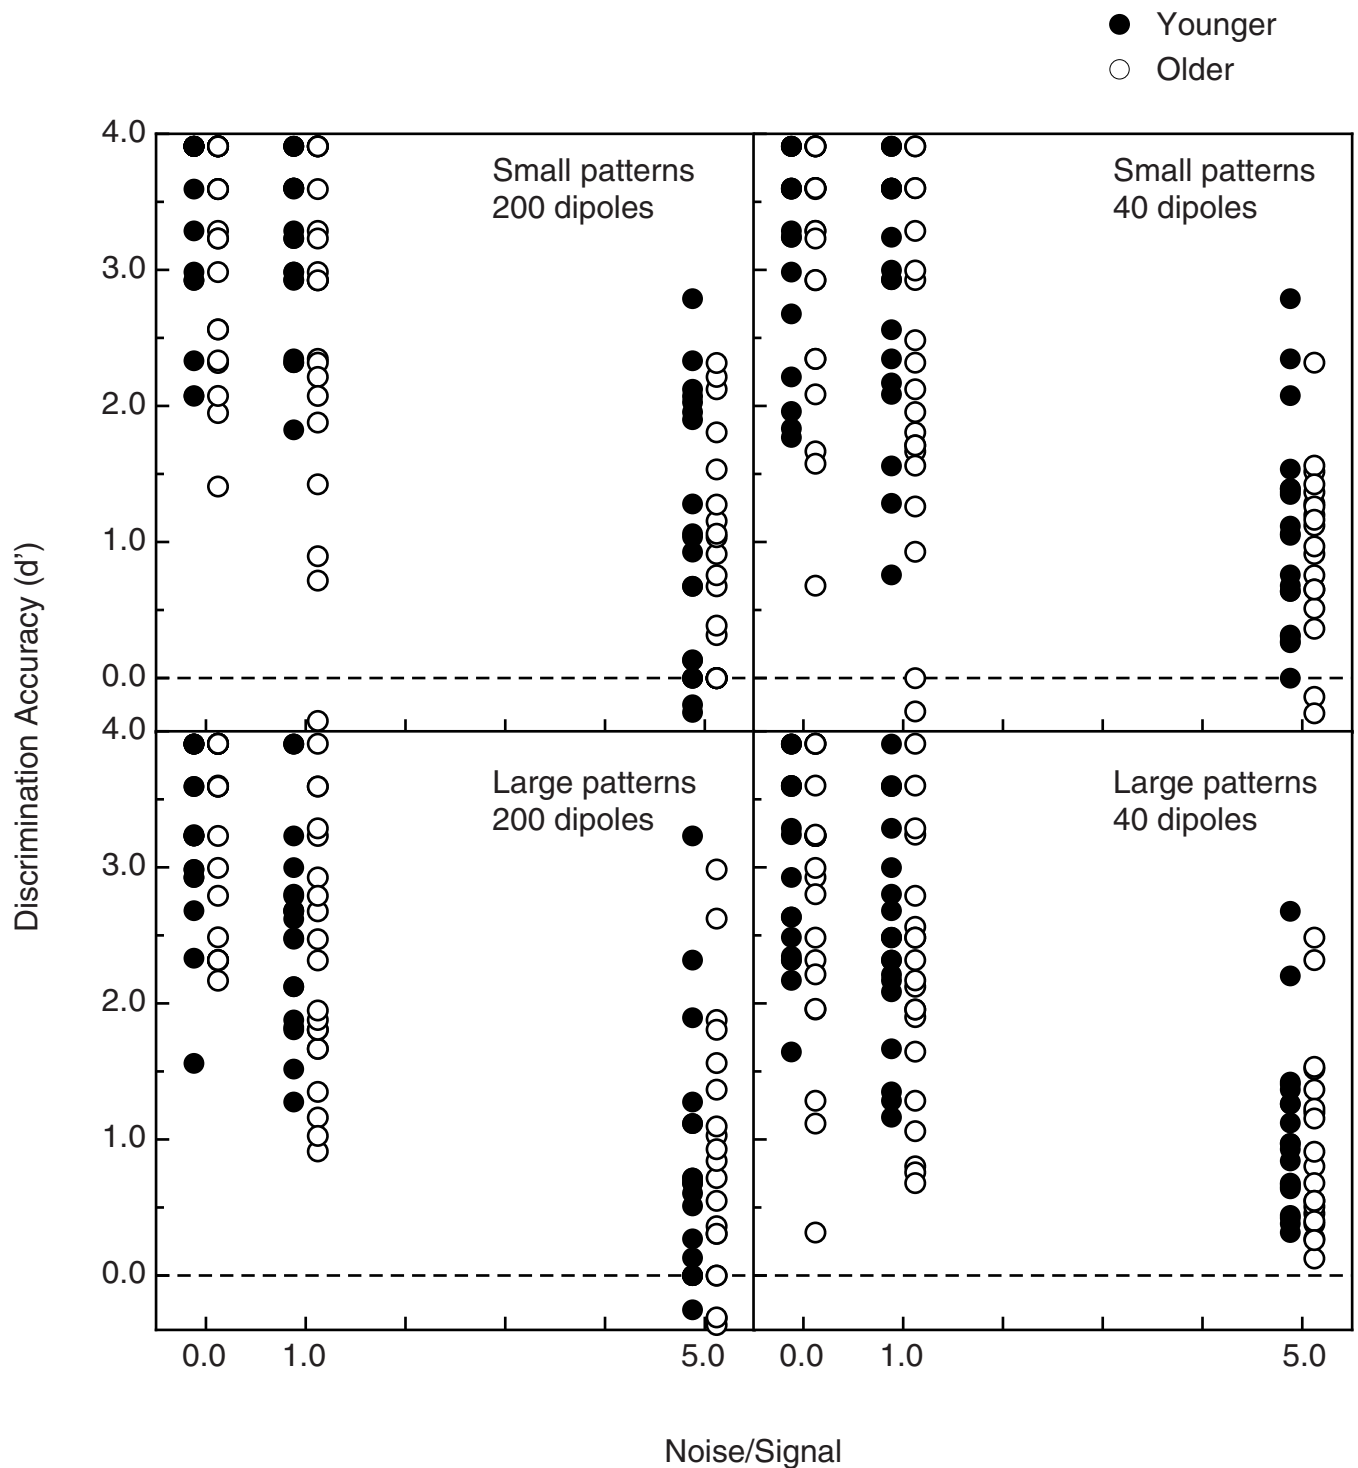 Younger
Older
4.0
Small patterns
200 dipoles
Small patterns
40 dipoles
3.0
2.0
1.0
0.0
4.0
Large patterns
200 dipoles
Large patterns
40 dipoles
3.0
2.0
1.0
0.0
0.0 1.0 5.0 0.0 1.0 5.0
Discrimination Accuracy (d')
Noise/Signal